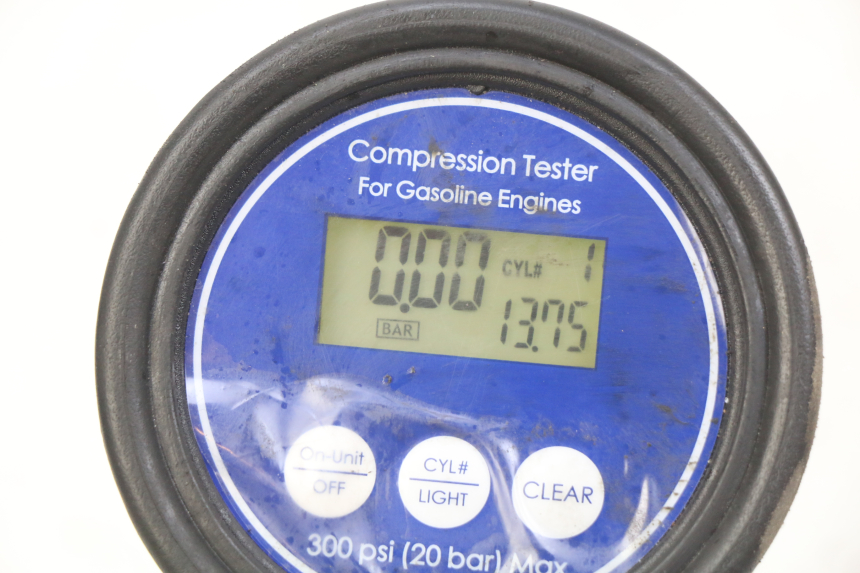 Compression Tester
For Gasoline Engines
0.00 CYL# 1
BAR 13.75
On-Unit
OFF
CYL#
LIGHT
CLEAR
300 psi (20 bar) Max